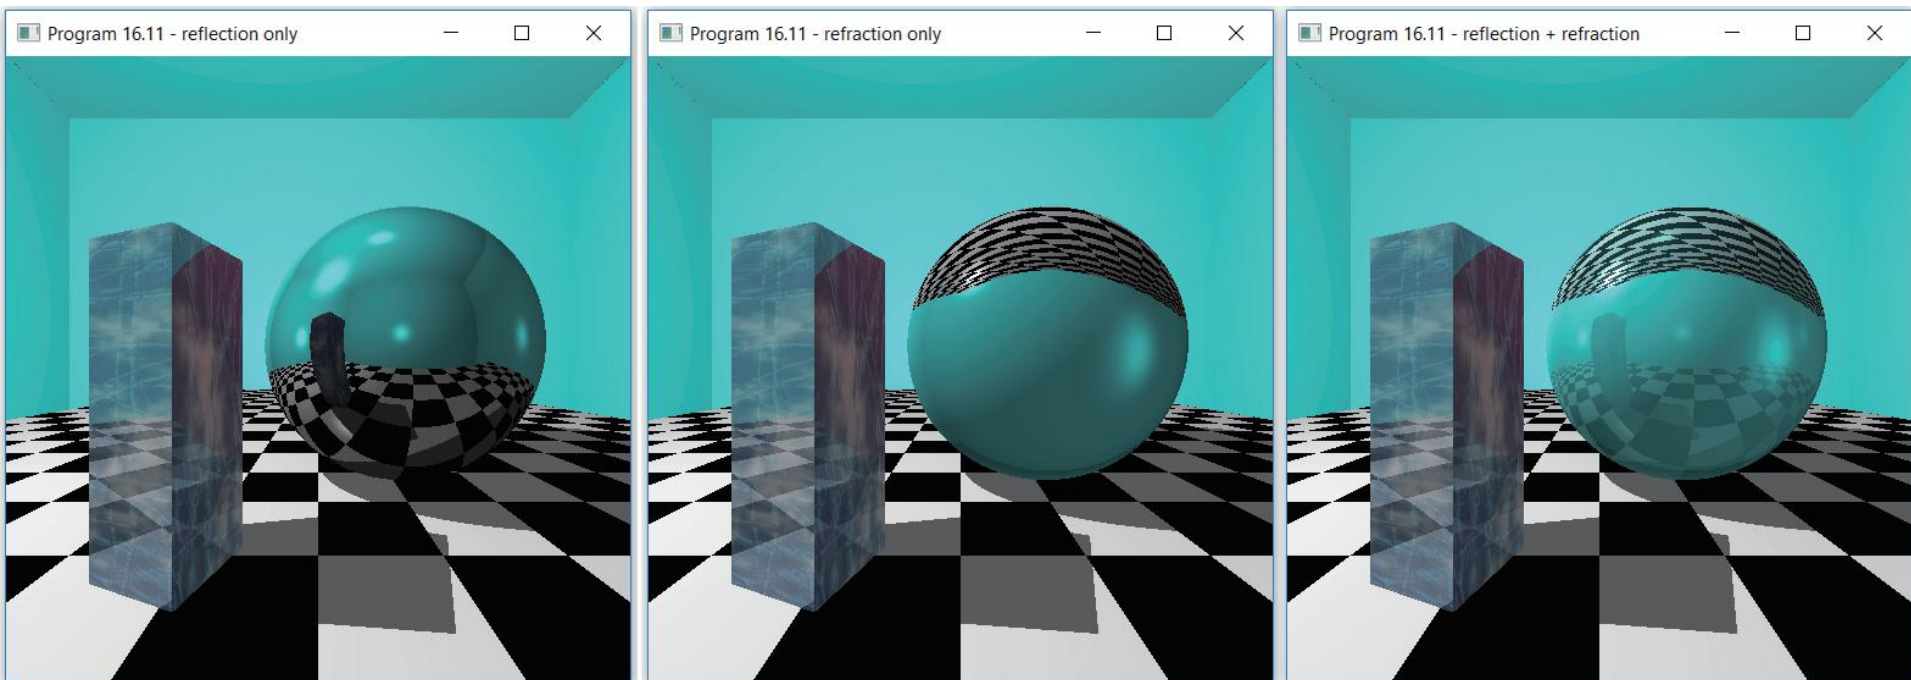 Program 16.11 - reflection only
Program 16.11 - refraction only
Program 16.11 - reflection + refraction